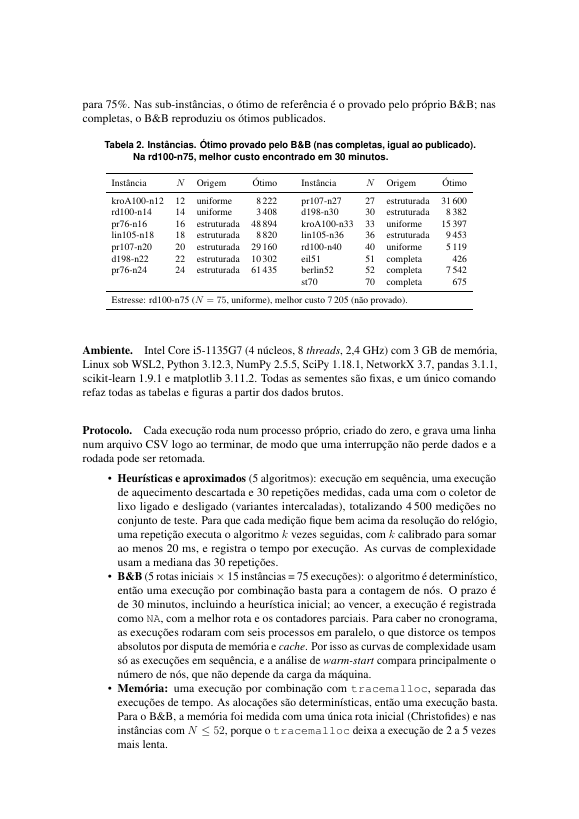 para 75%. Nas sub-instâncias, o ótimo de referência é o provado pelo próprio B&B; nas
completas, o B&B reproduziu os ótimos publicados.
Tabela 2. Instâncias. Ótimo provado pelo B&B (nas completas, igual ao publicado).
Na rd100-n75, melhor custo encontrado em 30 minutos.
Instância N Origem Ótimo Instância N Origem Ótimo
kroA100-n12 12 uniforme 8 222 pr107-n27 27 estruturada 31 600
rd100-n14 14 uniforme 3 408 d198-n30 30 estruturada 8 382
pr76-n16 16 estruturada 48 894 kroA100-n33 33 uniforme 15 397
lin105-n18 18 estruturada 8 820 lin105-n36 36 estruturada 9 453
pr107-n20 20 estruturada 29 160 rd100-n40 40 uniforme 5 119
d198-n22 22 estruturada 10 302 eil51 51 completa 426
pr76-n24 24 estruturada 61 435 berlin52 52 completa 7 542
st70 70 completa 675
Estresse: rd100-n75 (N = 75, uniforme), melhor custo 7 205 (não provado).
Ambiente. Intel Core i5-1135G7 (4 núcleos, 8 threads, 2,4 GHz) com 3 GB de memória,
Linux sob WSL2, Python 3.12.3, NumPy 2.5.5, SciPy 1.18.1, NetworkX 3.7, pandas 3.1.1,
scikit-learn 1.9.1 e matplotlib 3.11.2. Todas as sementes são fixas, e um único comando
refaz todas as tabelas e figuras a partir dos dados brutos.
Protocolo. Cada execução roda num processo próprio, criado do zero, e grava uma linha
num arquivo CSV logo ao terminar, de modo que uma interrupção não perde dados e a
rodada pode ser retomada.
• Heurísticas e aproximados (5 algoritmos): execução em sequência, uma execução
de aquecimento descartada e 30 repetições medidas, cada uma com o coletor de
lixo ligado e desligado (variantes intercaladas), totalizando 4 500 medições no
conjunto de teste. Para que cada medição fique bem acima da resolução do relógio,
uma repetição executa o algoritmo k vezes seguidas, com k calibrado para somar
ao menos 20 ms, e registra o tempo por execução. As curvas de complexidade
usam a mediana das 30 repetições.
• B&B (5 rotas iniciais × 15 instâncias = 75 execuções): o algoritmo é determinístico,
então uma execução por combinação basta para a contagem de nós. O prazo é
de 30 minutos, incluindo a heurística inicial; ao vencer, a execução é registrada
como NA, com a melhor rota e os contadores parciais. Para caber no cronograma,
as execuções rodaram com seis processos em paralelo, o que distorce os tempos
absolutos por disputa de memória e cache. Por isso as curvas de complexidade usam
só as execuções em sequência, e a análise de warm-start compara principalmente o
número de nós, que não depende da carga da máquina.
• Memória: uma execução por combinação com tracemalloc, separada das
execuções de tempo. As alocações são determinísticas, então uma execução basta.
Para o B&B, a memória foi medida com uma única rota inicial (Christofides) e nas
instâncias com N ≤ 52, porque o tracemalloc deixa a execução de 2 a 5 vezes
mais lenta.